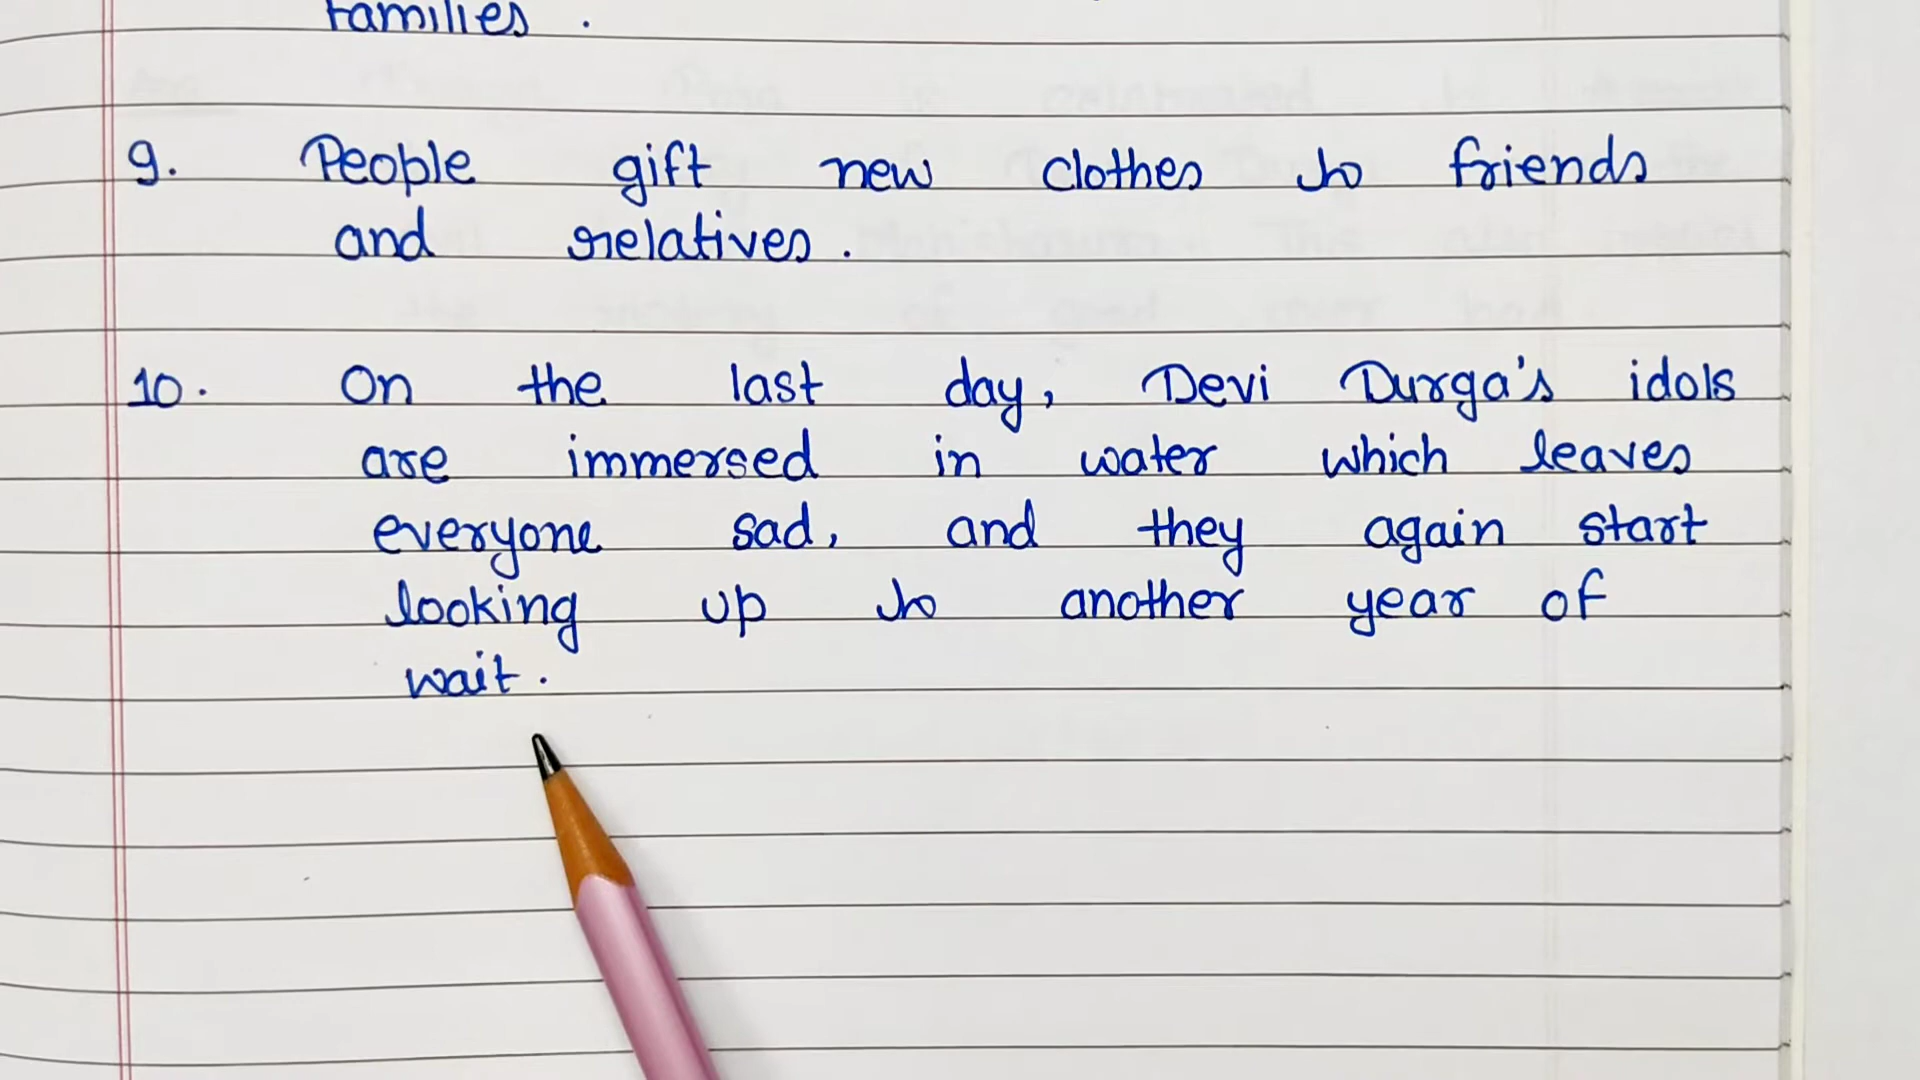 families.
9. People gift new clothes to friends
and relatives.
10. On the last day, Devi Durga's idols
are immersed in water which leaves
everyone sad, and they again start
looking up to another year of
wait.